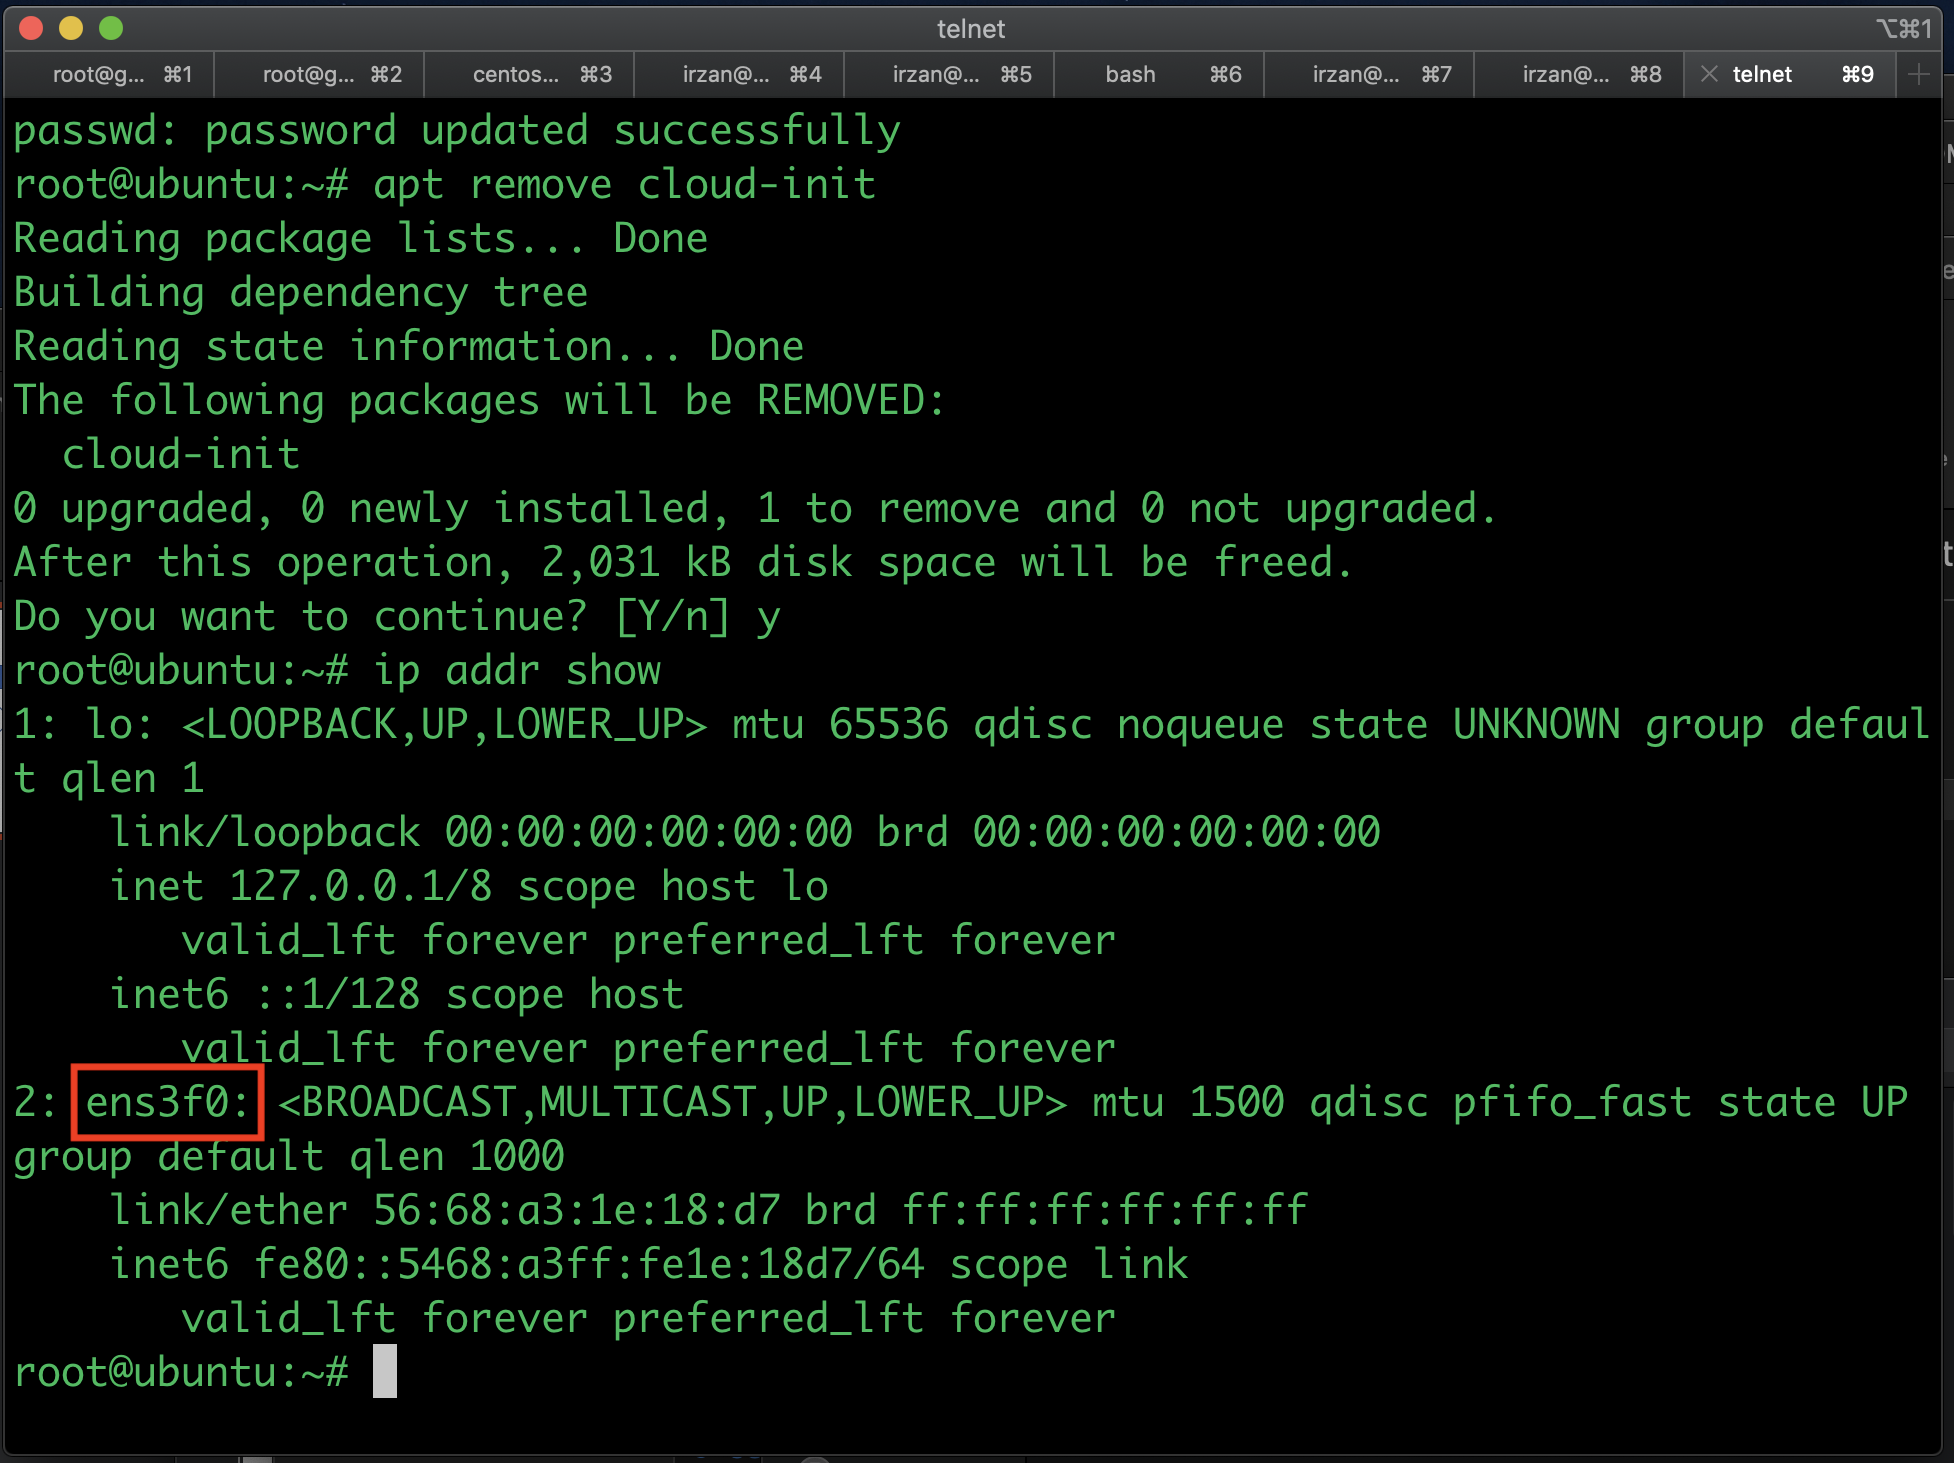 telnet
⌥⌘1
root@g... ⌘1 root@g... ⌘2 centos... ⌘3 irzan@... ⌘4 irzan@... ⌘5 bash ⌘6 irzan@... ⌘7 irzan@... ⌘8 telnet ⌘9
passwd: password updated successfully
root@ubuntu:~# apt remove cloud-init
Reading package lists... Done
Building dependency tree
Reading state information... Done
The following packages will be REMOVED:
  cloud-init
0 upgraded, 0 newly installed, 1 to remove and 0 not upgraded.
After this operation, 2,031 kB disk space will be freed.
Do you want to continue? [Y/n] y
root@ubuntu:~# ip addr show
1: lo: <LOOPBACK,UP,LOWER_UP> mtu 65536 qdisc noqueue state UNKNOWN group defaul
t qlen 1
    link/loopback 00:00:00:00:00:00 brd 00:00:00:00:00:00
    inet 127.0.0.1/8 scope host lo
       valid_lft forever preferred_lft forever
    inet6 ::1/128 scope host
       valid_lft forever preferred_lft forever
2: ens3f0: <BROADCAST,MULTICAST,UP,LOWER_UP> mtu 1500 qdisc pfifo_fast state UP
group default qlen 1000
    link/ether 56:68:a3:1e:18:d7 brd ff:ff:ff:ff:ff:ff
    inet6 fe80::5468:a3ff:fe1e:18d7/64 scope link
       valid_lft forever preferred_lft forever
root@ubuntu:~#